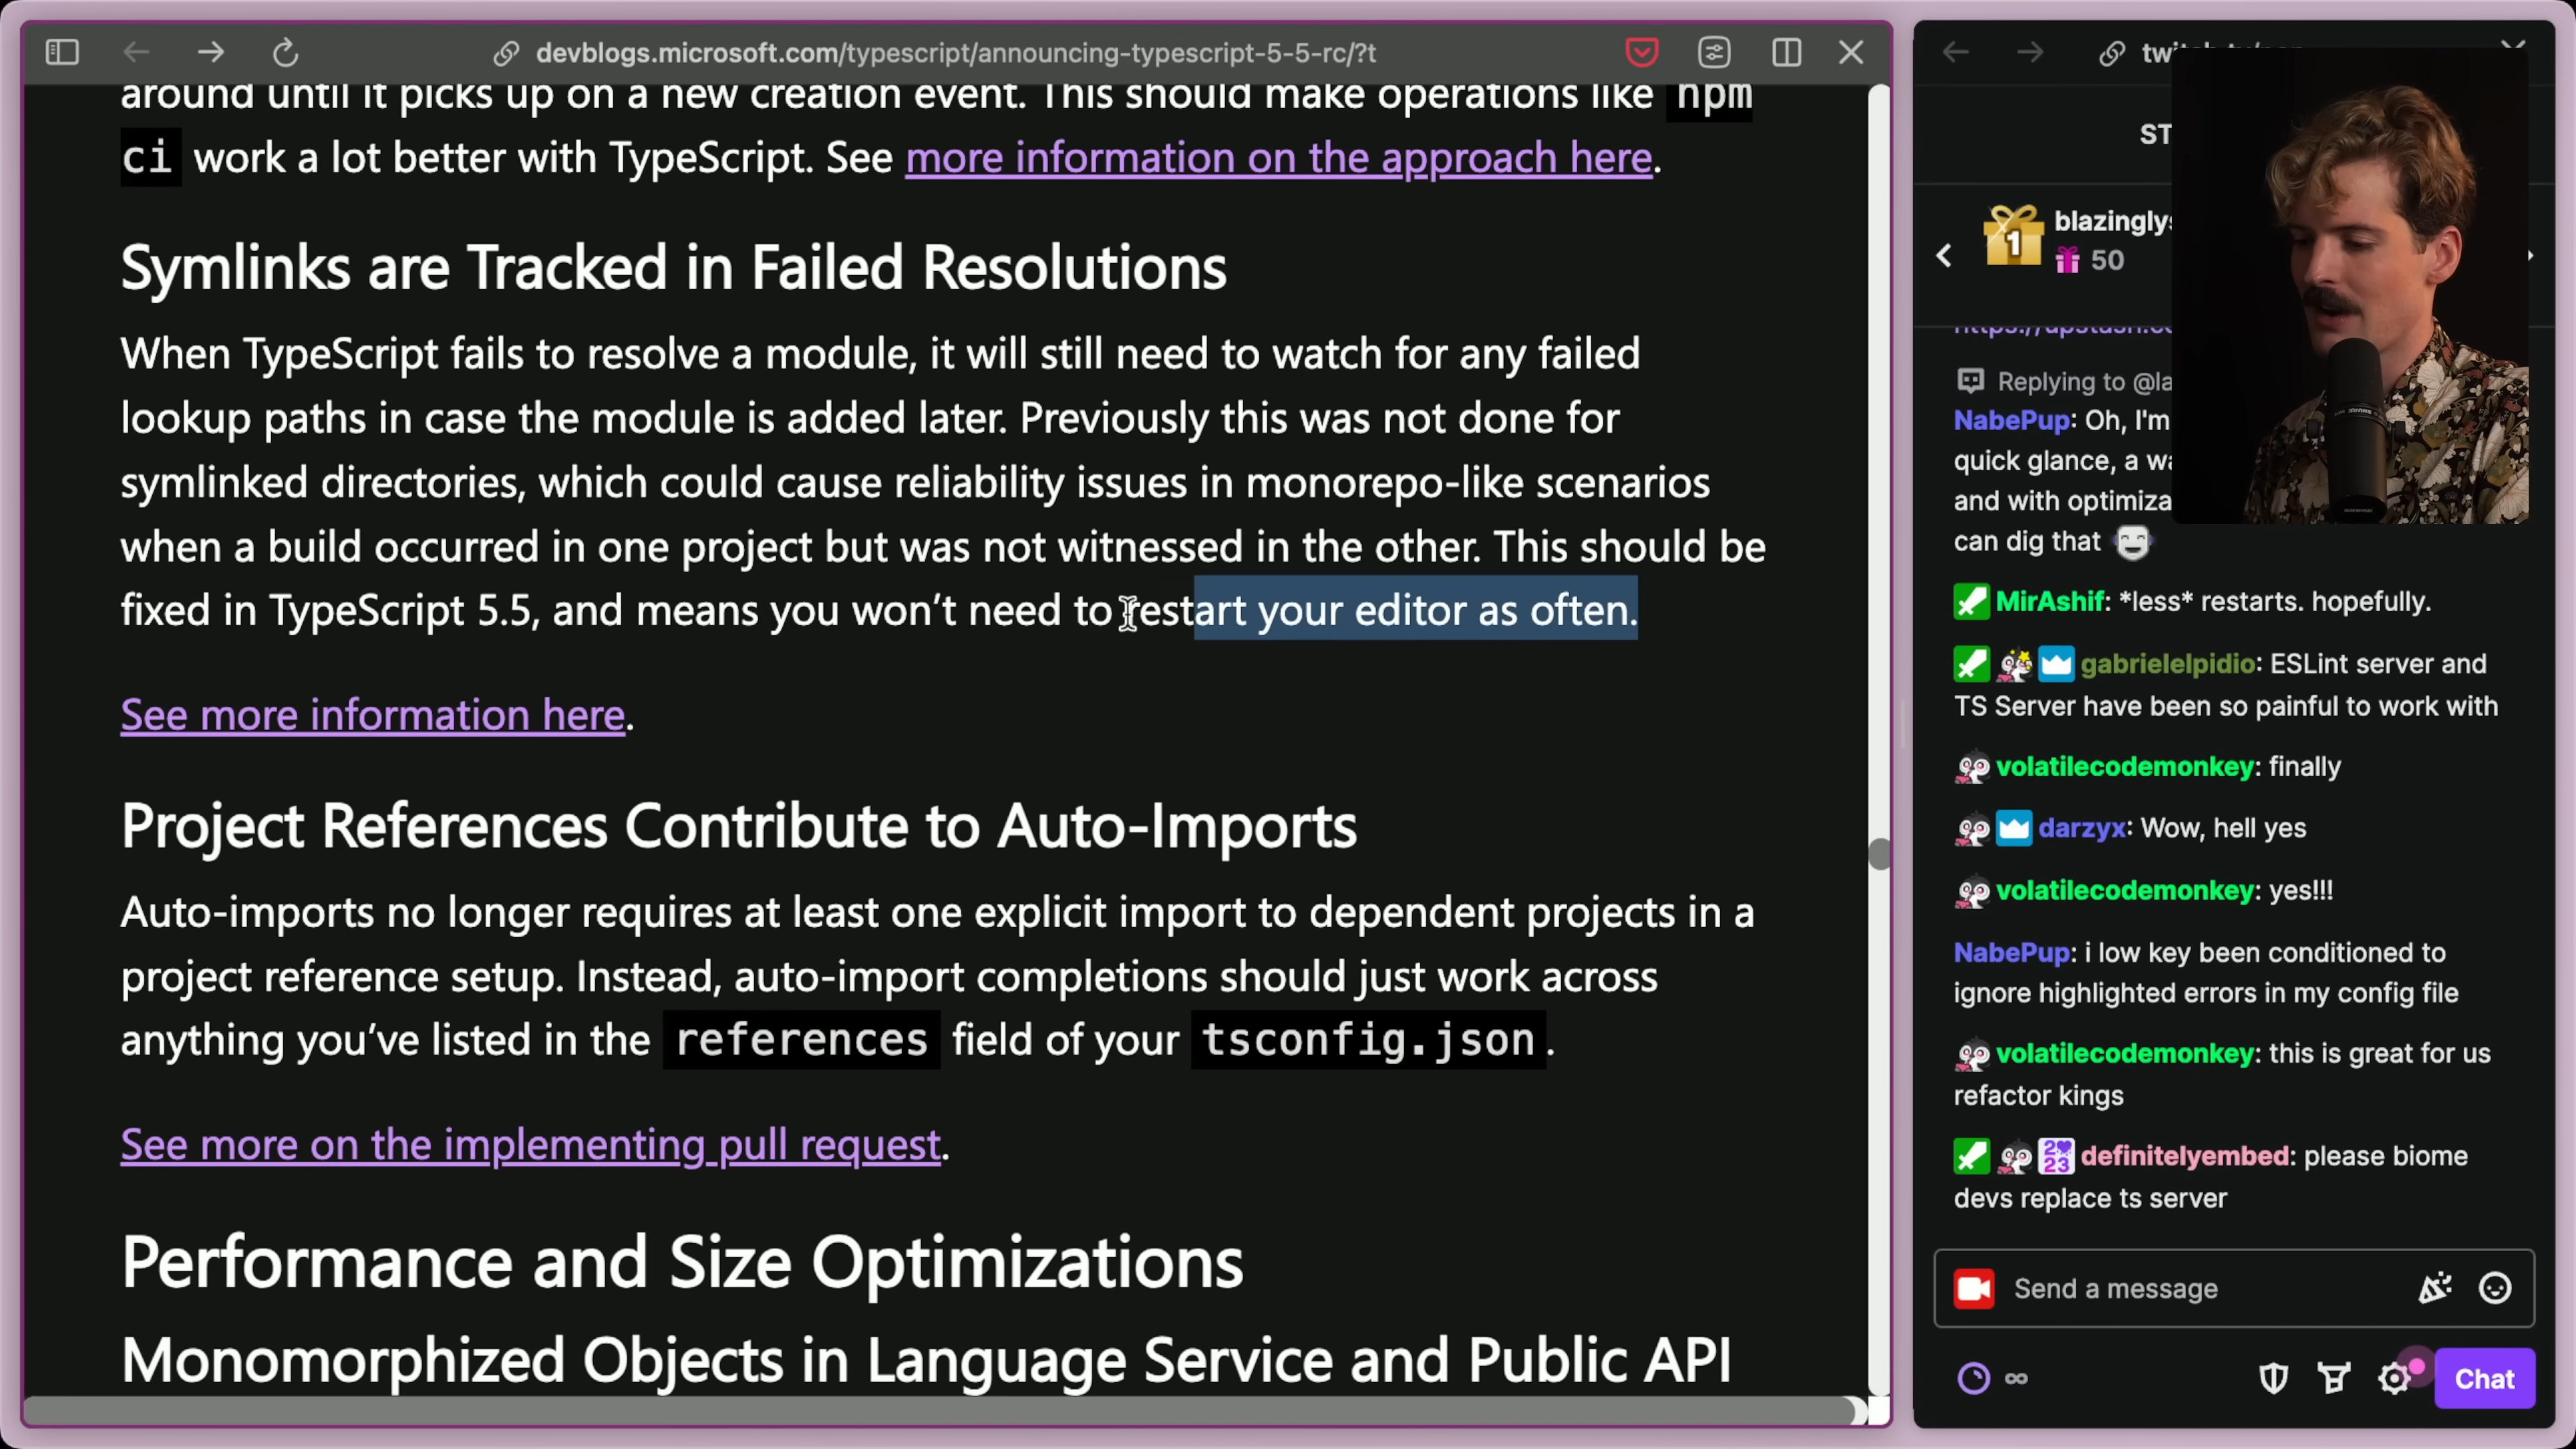 devblogs.microsoft.com/typescript/announcing-typescript-5-5-rc/?t
around until it picks up on a new creation event. This should make operations like npm
ci work a lot better with TypeScript. See more information on the approach here.
Symlinks are Tracked in Failed Resolutions
When TypeScript fails to resolve a module, it will still need to watch for any failed
lookup paths in case the module is added later. Previously this was not done for
symlinked directories, which could cause reliability issues in monorepo-like scenarios
when a build occurred in one project but was not witnessed in the other. This should be
fixed in TypeScript 5.5, and means you won’t need to restart your editor as often.
See more information here.
Project References Contribute to Auto-Imports
Auto-imports no longer requires at least one explicit import to dependent projects in a
project reference setup. Instead, auto-import completions should just work across
anything you’ve listed in the references field of your tsconfig.json.
See more on the implementing pull request.
Performance and Size Optimizations
Monomorphized Objects in Language Service and Public API
ST
1
blazinglys
50
Replying to @la
NabePup: Oh, I'm
quick glance, a wa
and with optimiza
can dig that
MirAshif: *less* restarts. hopefully.
gabrielelpidio: ESLint server and
TS Server have been so painful to work with
volatilecodemonkey: finally
darzyx: Wow, hell yes
volatilecodemonkey: yes!!!
NabePup: i low key been conditioned to
ignore highlighted errors in my config file
volatilecodemonkey: this is great for us
refactor kings
2023 definitelyembed: please biome
devs replace ts server
Send a message
∞
Chat